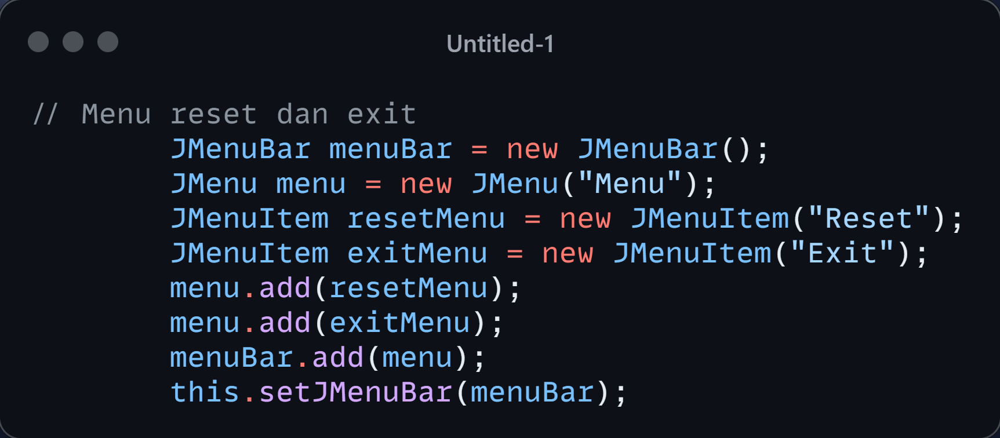 Untitled-1
// Menu reset dan exit
JMenuBar menuBar = new JMenuBar();
JMenu menu = new JMenu("Menu");
JMenuItem resetMenu = new JMenuItem("Reset");
JMenuItem exitMenu = new JMenuItem("Exit");
menu.add(resetMenu);
menu.add(exitMenu);
menuBar.add(menu);
this.setJMenuBar(menuBar);